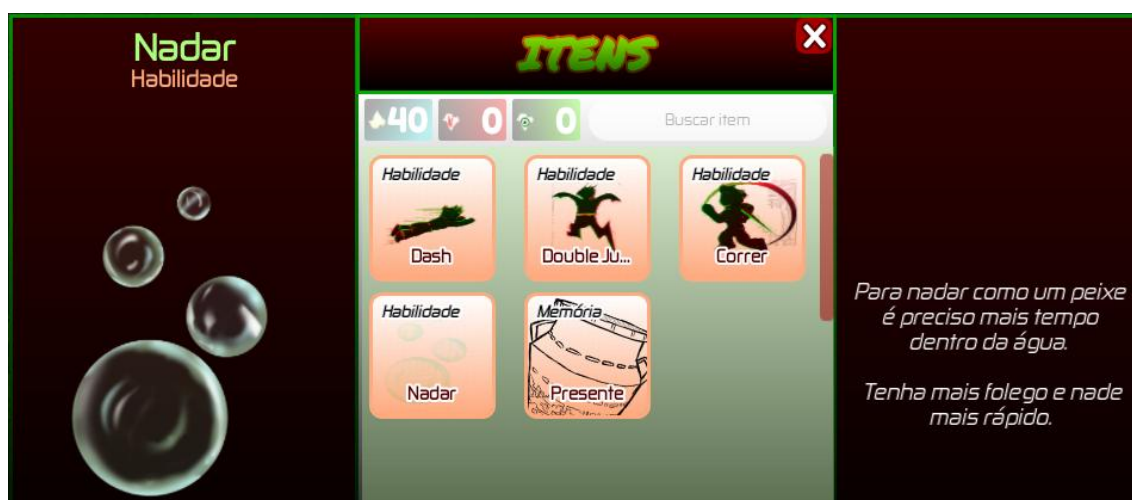 Nadar
Habilidade
ITENS
40 0 0 Buscar item
Habilidade Habilidade Habilidade
Dash Double Ju... Correr
Habilidade Memória
Nadar Presente
Para nadar como um peixe
é preciso mais tempo
dentro da água.
Tenha mais folego e nade
mais rápido.